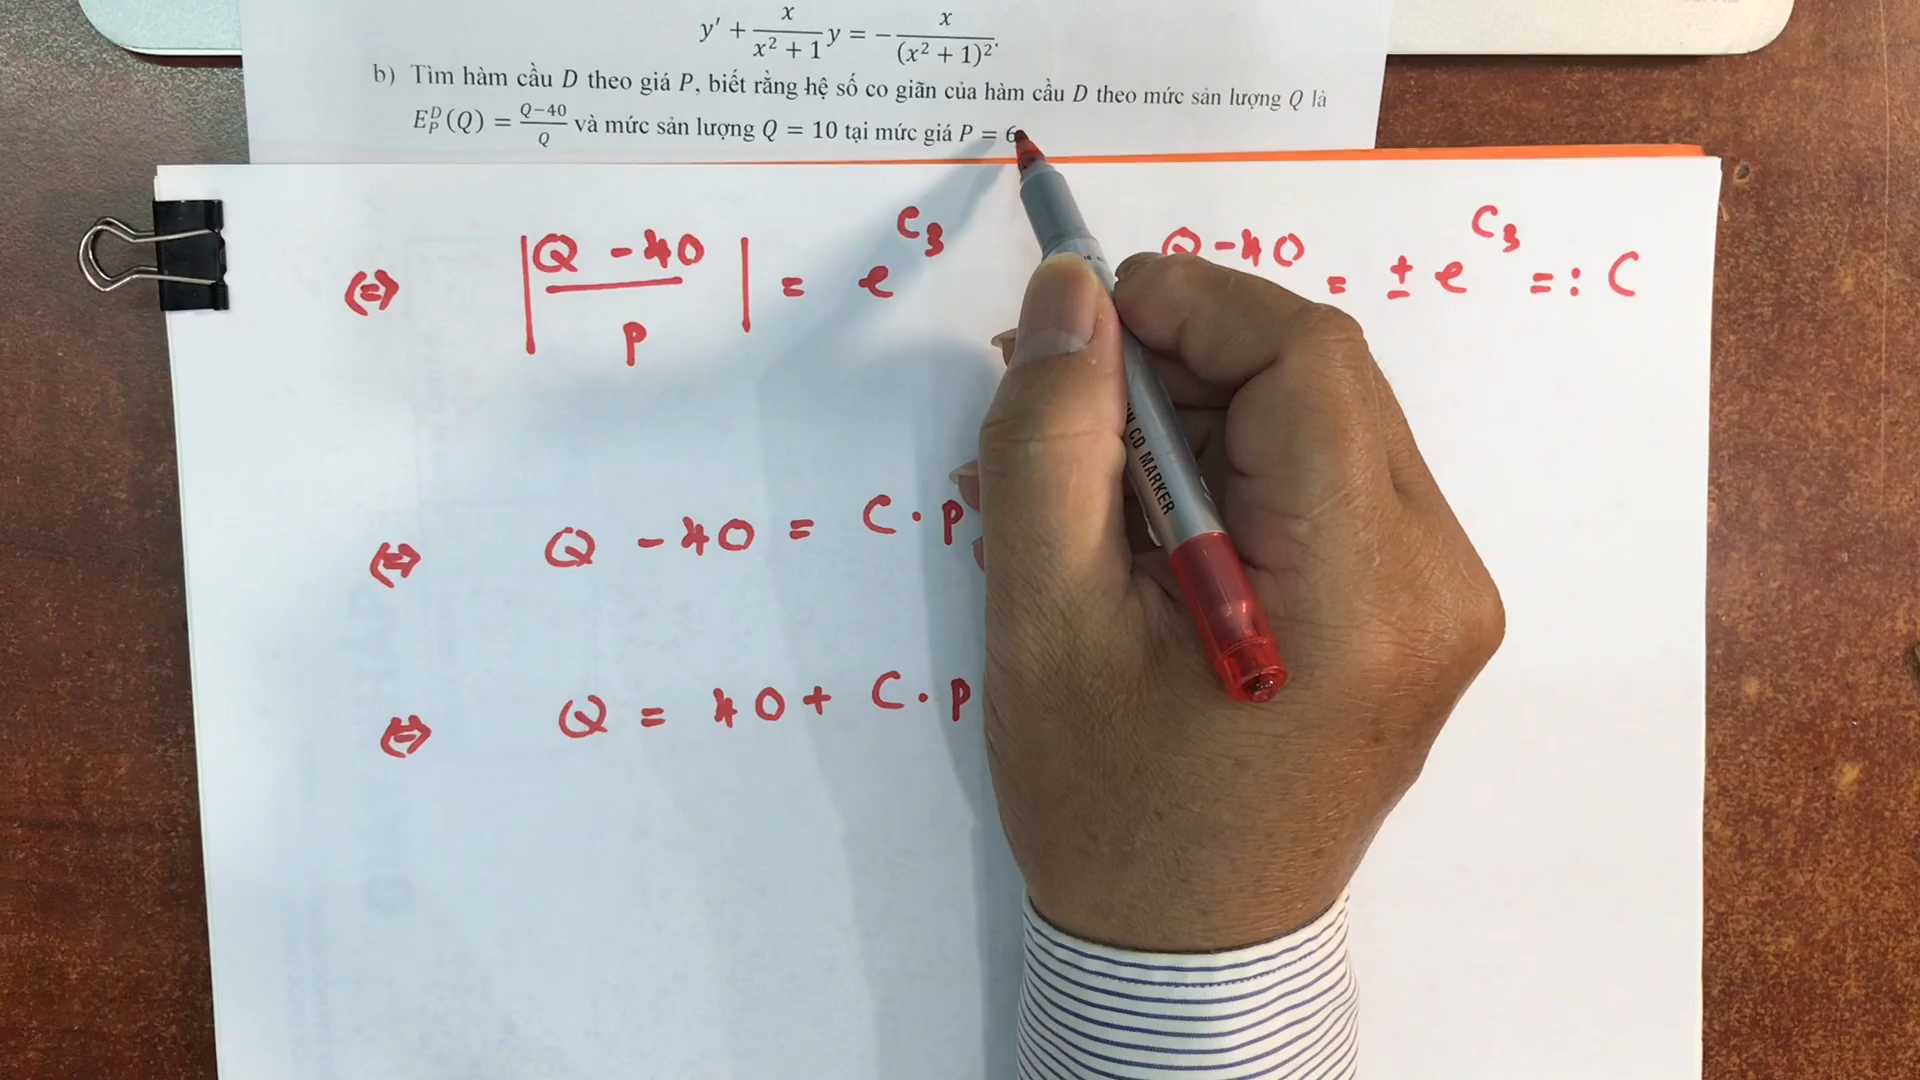 y' + x/(x² + 1) y = − x/(x² + 1)².
b) Tìm hàm cầu D theo giá P, biết rằng hệ số co giãn của hàm cầu D theo mức sản lượng Q là
E_P^D(Q) = (Q−40)/Q và mức sản lượng Q = 10 tại mức giá P = 6
⇔ |(Q − 40)/P| = e^{C₃} Q − 40 = ± e^{C₃} =: C
⇔ Q − 40 = C · P
⇔ Q = 40 + C · P
CD MARKER